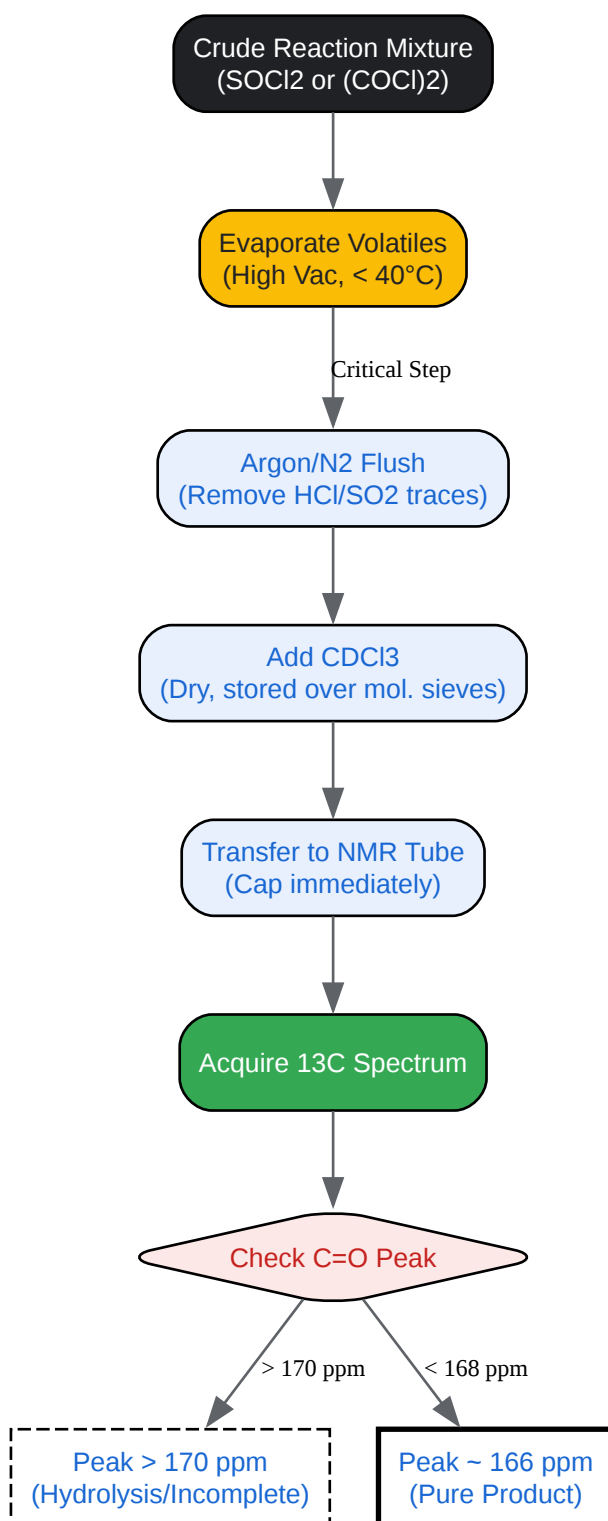 Crude Reaction Mixture
(SOCl2 or (COCl)2)
Evaporate Volatiles
(High Vac, < 40°C)
Critical Step
Argon/N2 Flush
(Remove HCl/SO2 traces)
Add CDCl3
(Dry, stored over mol. sieves)
Transfer to NMR Tube
(Cap immediately)
Acquire 13C Spectrum
Check C=O Peak
> 170 ppm
< 168 ppm
Peak > 170 ppm
(Hydrolysis/Incomplete)
Peak ~ 166 ppm
(Pure Product)